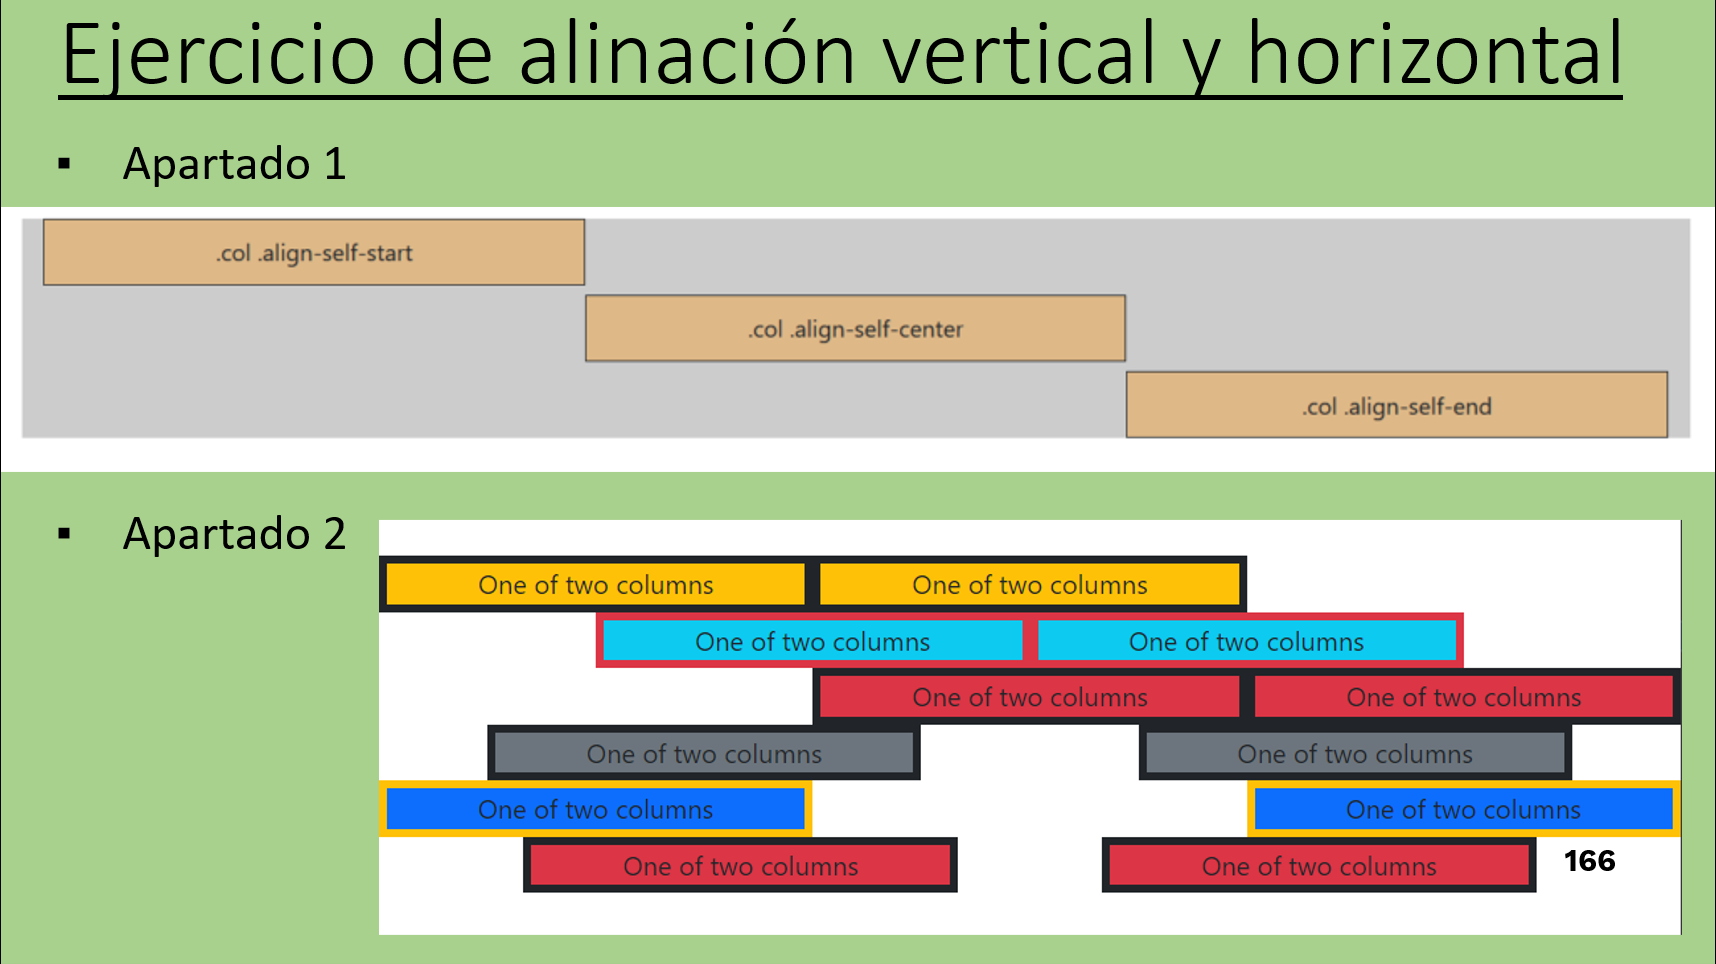 Ejercicio de alinación vertical y horizontal
▪ Apartado 1
.col .align-self-start
.col .align-self-center
.col .align-self-end
▪ Apartado 2
One of two columns One of two columns
One of two columns One of two columns
One of two columns One of two columns
One of two columns One of two columns
One of two columns One of two columns
One of two columns One of two columns
166